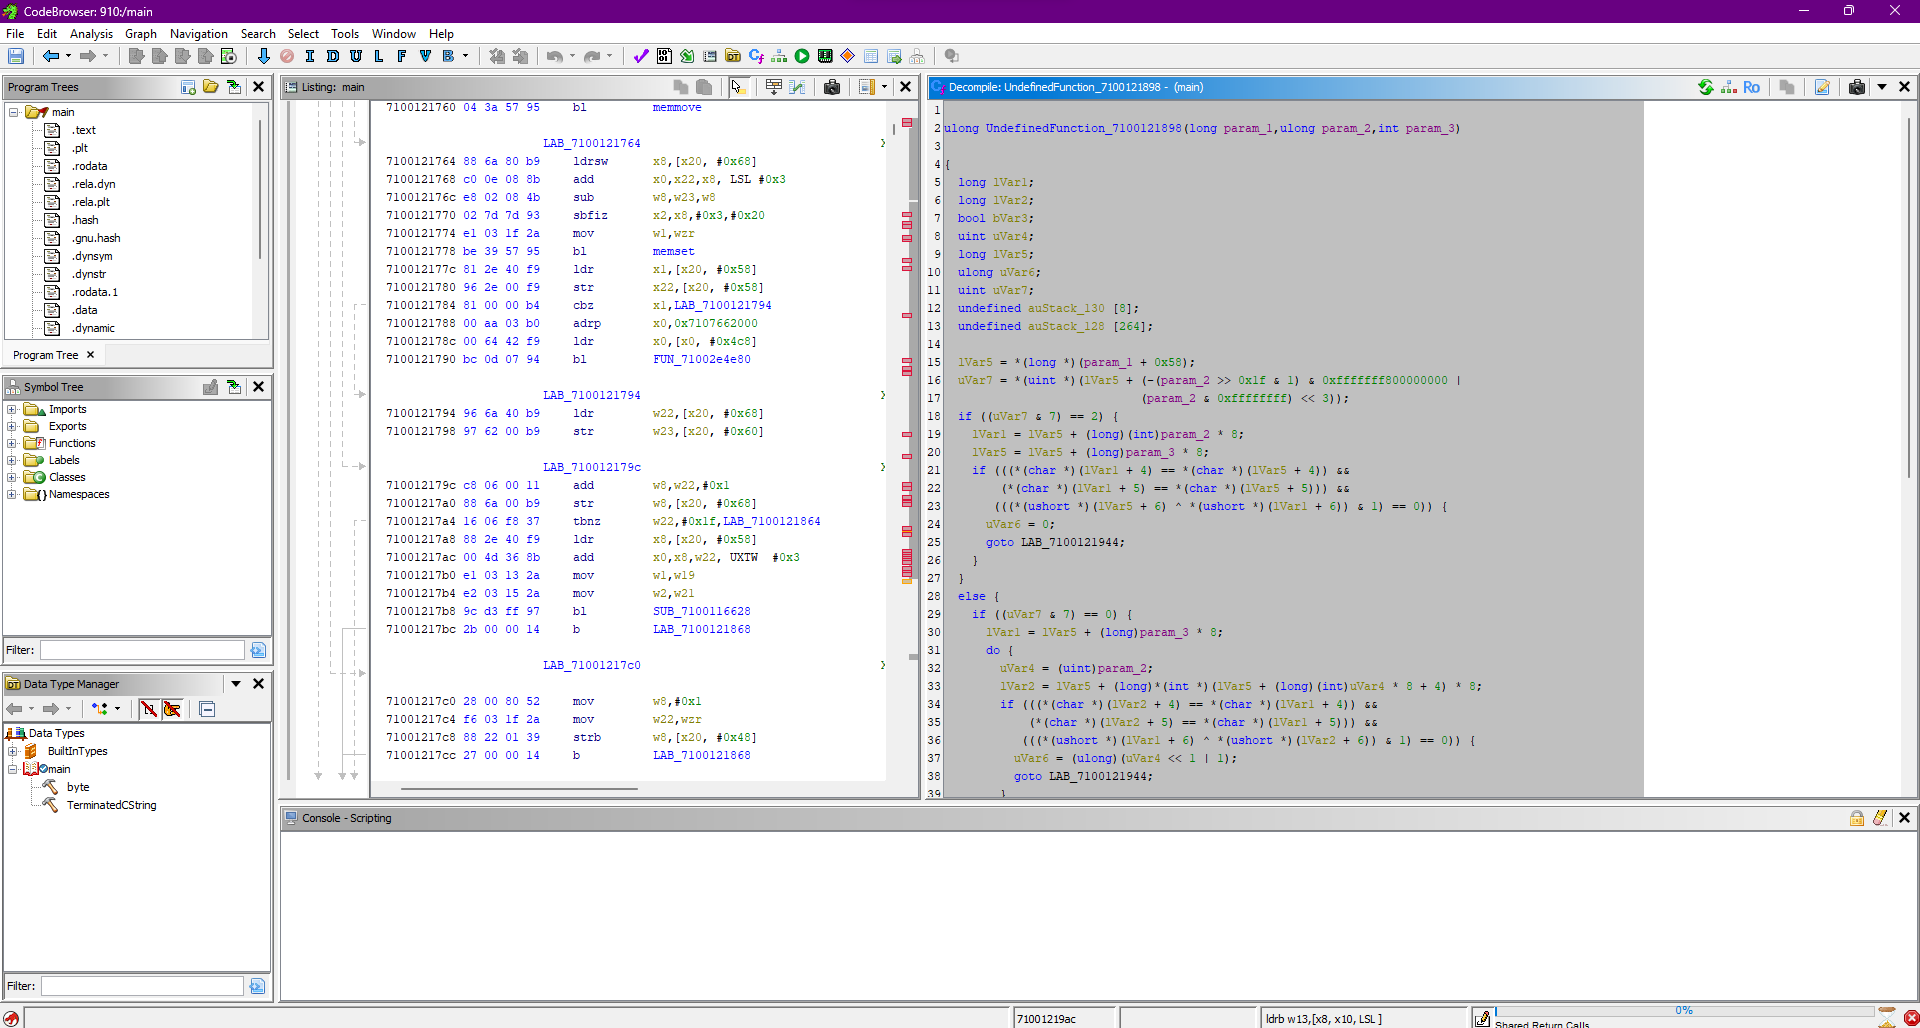 CodeBrowser: 910:/main
File Edit Analysis Graph Navigation Search Select Tools Window Help
I D U L F V B
Program Trees
main
.text
.plt
.rodata
.rela.dyn
.rela.plt
.hash
.gnu.hash
.dynsym
.dynstr
.rodata.1
.data
.dynamic
Program Tree
Symbol Tree
Imports
Exports
Functions
Labels
Classes
Namespaces
Filter:
Data Type Manager
Data Types
BuiltInTypes
main
byte
TerminatedCString
Filter:
Listing: main
7100121760 04 3a 57 95 bl memmove
LAB_7100121764 X
7100121764 88 6a 80 b9 ldrsw x8,[x20, #0x68]
7100121768 c0 0e 08 8b add x0,x22,x8, LSL #0x3
710012176c e8 02 08 4b sub w8,w23,w8
7100121770 02 7d 7d 93 sbfiz x2,x8,#0x3,#0x20
7100121774 e1 03 1f 2a mov w1,wzr
7100121778 be 39 57 95 bl memset
710012177c 81 2e 40 f9 ldr x1,[x20, #0x58]
7100121780 96 2e 00 f9 str x22,[x20, #0x58]
7100121784 81 00 00 b4 cbz x1,LAB_7100121794
7100121788 00 aa 03 b0 adrp x0,0x7107662000
710012178c 00 64 42 f9 ldr x0,[x0, #0x4c8]
7100121790 bc 0d 07 94 bl FUN_71002e4e80
LAB_7100121794 X
7100121794 96 6a 40 b9 ldr w22,[x20, #0x68]
7100121798 97 62 00 b9 str w23,[x20, #0x60]
LAB_710012179c X
710012179c c8 06 00 11 add w8,w22,#0x1
71001217a0 88 6a 00 b9 str w8,[x20, #0x68]
71001217a4 16 06 f8 37 tbnz w22,#0x1f,LAB_7100121864
71001217a8 88 2e 40 f9 ldr x8,[x20, #0x58]
71001217ac 00 4d 36 8b add x0,x8,w22, UXTW #0x3
71001217b0 e1 03 13 2a mov w1,w19
71001217b4 e2 03 15 2a mov w2,w21
71001217b8 9c d3 ff 97 bl SUB_7100116628
71001217bc 2b 00 00 14 b LAB_7100121868
LAB_71001217c0 X
71001217c0 28 00 80 52 mov w8,#0x1
71001217c4 f6 03 1f 2a mov w22,wzr
71001217c8 88 22 01 39 strb w8,[x20, #0x48]
71001217cc 27 00 00 14 b LAB_7100121868
Decompile: UndefinedFunction_7100121898 - (main)
Ro
1
2 ulong UndefinedFunction_7100121898(long param_1,ulong param_2,int param_3)
3
4 {
5 long lVar1;
6 long lVar2;
7 bool bVar3;
8 uint uVar4;
9 long lVar5;
10 ulong uVar6;
11 uint uVar7;
12 undefined auStack_130 [8];
13 undefined auStack_128 [264];
14
15 lVar5 = *(long *)(param_1 + 0x58);
16 uVar7 = *(uint *)(lVar5 + (-(param_2 >> 0x1f & 1) & 0xfffffff800000000 |
17 (param_2 & 0xffffffff) << 3));
18 if ((uVar7 & 7) == 2) {
19 lVar1 = lVar5 + (long)(int)param_2 * 8;
20 lVar5 = lVar5 + (long)param_3 * 8;
21 if (((*(char *)(lVar1 + 4) == *(char *)(lVar5 + 4)) &&
22 (*(char *)(lVar1 + 5) == *(char *)(lVar5 + 5))) &&
23 (((*(ushort *)(lVar5 + 6) ^ *(ushort *)(lVar1 + 6)) & 1) == 0)) {
24 uVar6 = 0;
25 goto LAB_7100121944;
26 }
27 }
28 else {
29 if ((uVar7 & 7) == 0) {
30 lVar1 = lVar5 + (long)param_3 * 8;
31 do {
32 uVar4 = (uint)param_2;
33 lVar2 = lVar5 + (long)*(int *)(lVar5 + (long)(int)uVar4 * 8 + 4) * 8;
34 if (((*(char *)(lVar2 + 4) == *(char *)(lVar1 + 4)) &&
35 (*(char *)(lVar2 + 5) == *(char *)(lVar1 + 5))) &&
36 (((*(ushort *)(lVar1 + 6) ^ *(ushort *)(lVar2 + 6)) & 1) == 0)) {
37 uVar6 = (ulong)(uVar4 << 1 | 1);
38 goto LAB_7100121944;
39 }
Console - Scripting
71001219ac
ldrb w13,[x8, x10, LSL ]
0%
Shared Return Calls